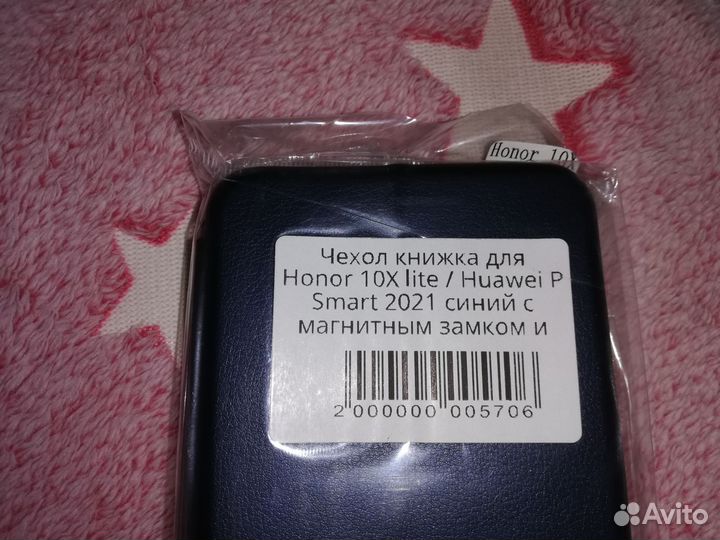 Honor 10X
Чехол книжка для
Honor 10X lite / Huawei P
Smart 2021 синий с
магнитным замком и
2 000000 005706
Avito